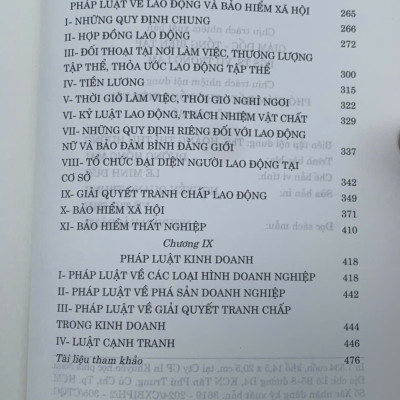 PHÁP LUẬT VỀ LAO ĐỘNG VÀ BẢO HIỂM XÃ HỘI 265
I- NHỮNG QUY ĐỊNH CHUNG 266
II- HỢP ĐỒNG LAO ĐỘNG 272
III- ĐỐI THOẠI TẠI NƠI LÀM VIỆC, THƯƠNG LƯỢNG
TẬP THỂ, THỎA ƯỚC LAO ĐỘNG TẬP THỂ 300
IV- TIỀN LƯƠNG 315
V- THỜI GIỜ LÀM VIỆC, THỜI GIỜ NGHỈ NGƠI 322
VI- KỶ LUẬT LAO ĐỘNG, TRÁCH NHIỆM VẬT CHẤT 329
VII- NHỮNG QUY ĐỊNH RIÊNG ĐỐI VỚI LAO ĐỘNG
NỮ VÀ BẢO ĐẢM BÌNH ĐẲNG GIỚI 337
VIII- TỔ CHỨC ĐẠI DIỆN NGƯỜI LAO ĐỘNG TẠI
CƠ SỞ 342
IX- GIẢI QUYẾT TRANH CHẤP LAO ĐỘNG 349
X- BẢO HIỂM XÃ HỘI 371
XI- BẢO HIỂM THẤT NGHIỆP 410
Chương IX
PHÁP LUẬT KINH DOANH 418
I- PHÁP LUẬT VỀ CÁC LOẠI HÌNH DOANH NGHIỆP 418
II- PHÁP LUẬT VỀ PHÁ SẢN DOANH NGHIỆP 442
III- PHÁP LUẬT VỀ GIẢI QUYẾT TRANH CHẤP
TRONG KINH DOANH 444
IV- LUẬT CẠNH TRANH 446
Tài liệu tham khảo 476